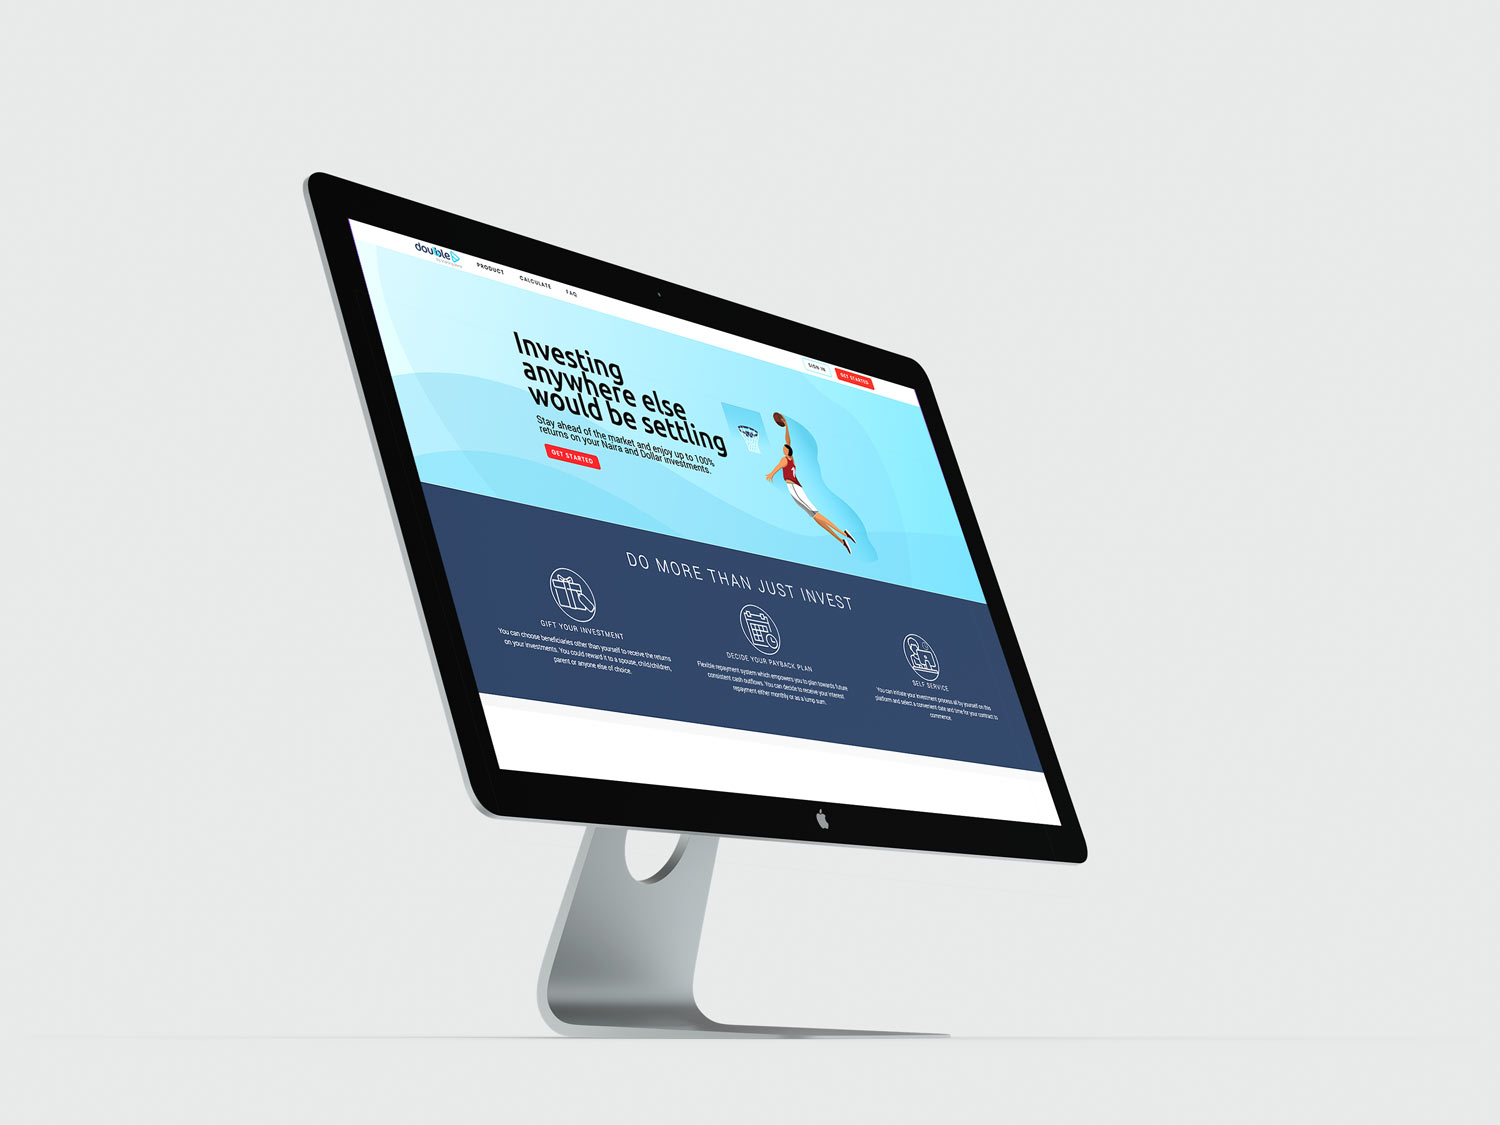 double
PRODUCT
CALCULATE
FAQ
SIGN IN
GET STARTED
Investing
anywhere else
would be settling
Stay ahead of the market and enjoy up to 100%
returns on your Naira and Dollar investments.
GET STARTED
DO MORE THAN JUST INVEST
GIFT YOUR INVESTMENT
You can choose beneficiaries other than yourself to receive the returns
on your investments. You could reward it to a spouse, child/children,
parent or anyone else of choice.
DECIDE YOUR PAYBACK PLAN
Flexible repayment system which empowers you to plan towards future
consistent cash outflows. You can decide to receive your interest
repayment either monthly or as a lump sum.
SELF SERVICE
You can initiate your investment process all by yourself on this
platform and select a convenient date and time for your contract to
commence.